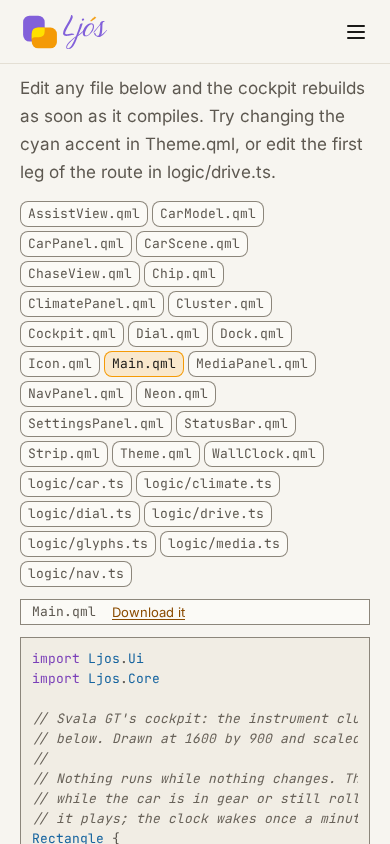 Ljós
Edit any file below and the cockpit rebuilds
as soon as it compiles. Try changing the
cyan accent in Theme.qml, or edit the first
leg of the route in logic/drive.ts.
AssistView.qml CarModel.qml
CarPanel.qml CarScene.qml
ChaseView.qml Chip.qml
ClimatePanel.qml Cluster.qml
Cockpit.qml Dial.qml Dock.qml
Icon.qml Main.qml MediaPanel.qml
NavPanel.qml Neon.qml
SettingsPanel.qml StatusBar.qml
Strip.qml Theme.qml WallClock.qml
logic/car.ts logic/climate.ts
logic/dial.ts logic/drive.ts
logic/glyphs.ts logic/media.ts
logic/nav.ts
Main.qml Download it
import Ljos.Ui
import Ljos.Core
// Svala GT's cockpit: the instrument clu
// below. Drawn at 1600 by 900 and scaled
//
// Nothing runs while nothing changes. Th
// while the car is in gear or still roll
// it plays; the clock wakes once a minut
Rectangle {